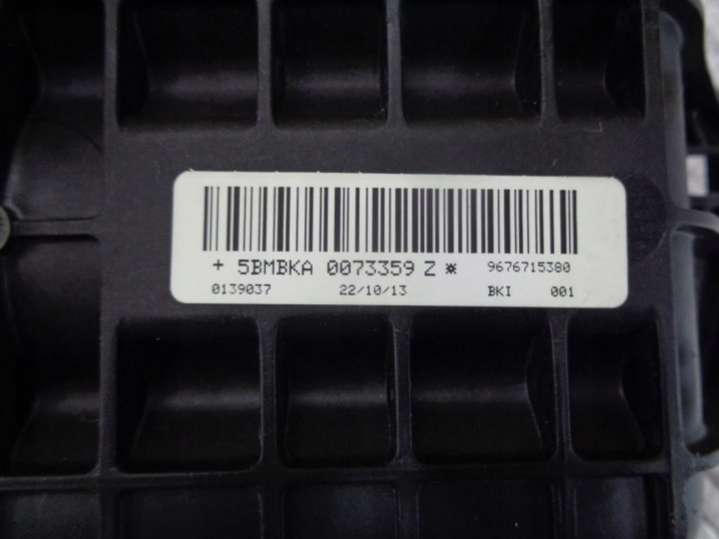 + 5BMBKA 0073359 Z ※ 9676715380
0139037 22/10/13 BKI 001